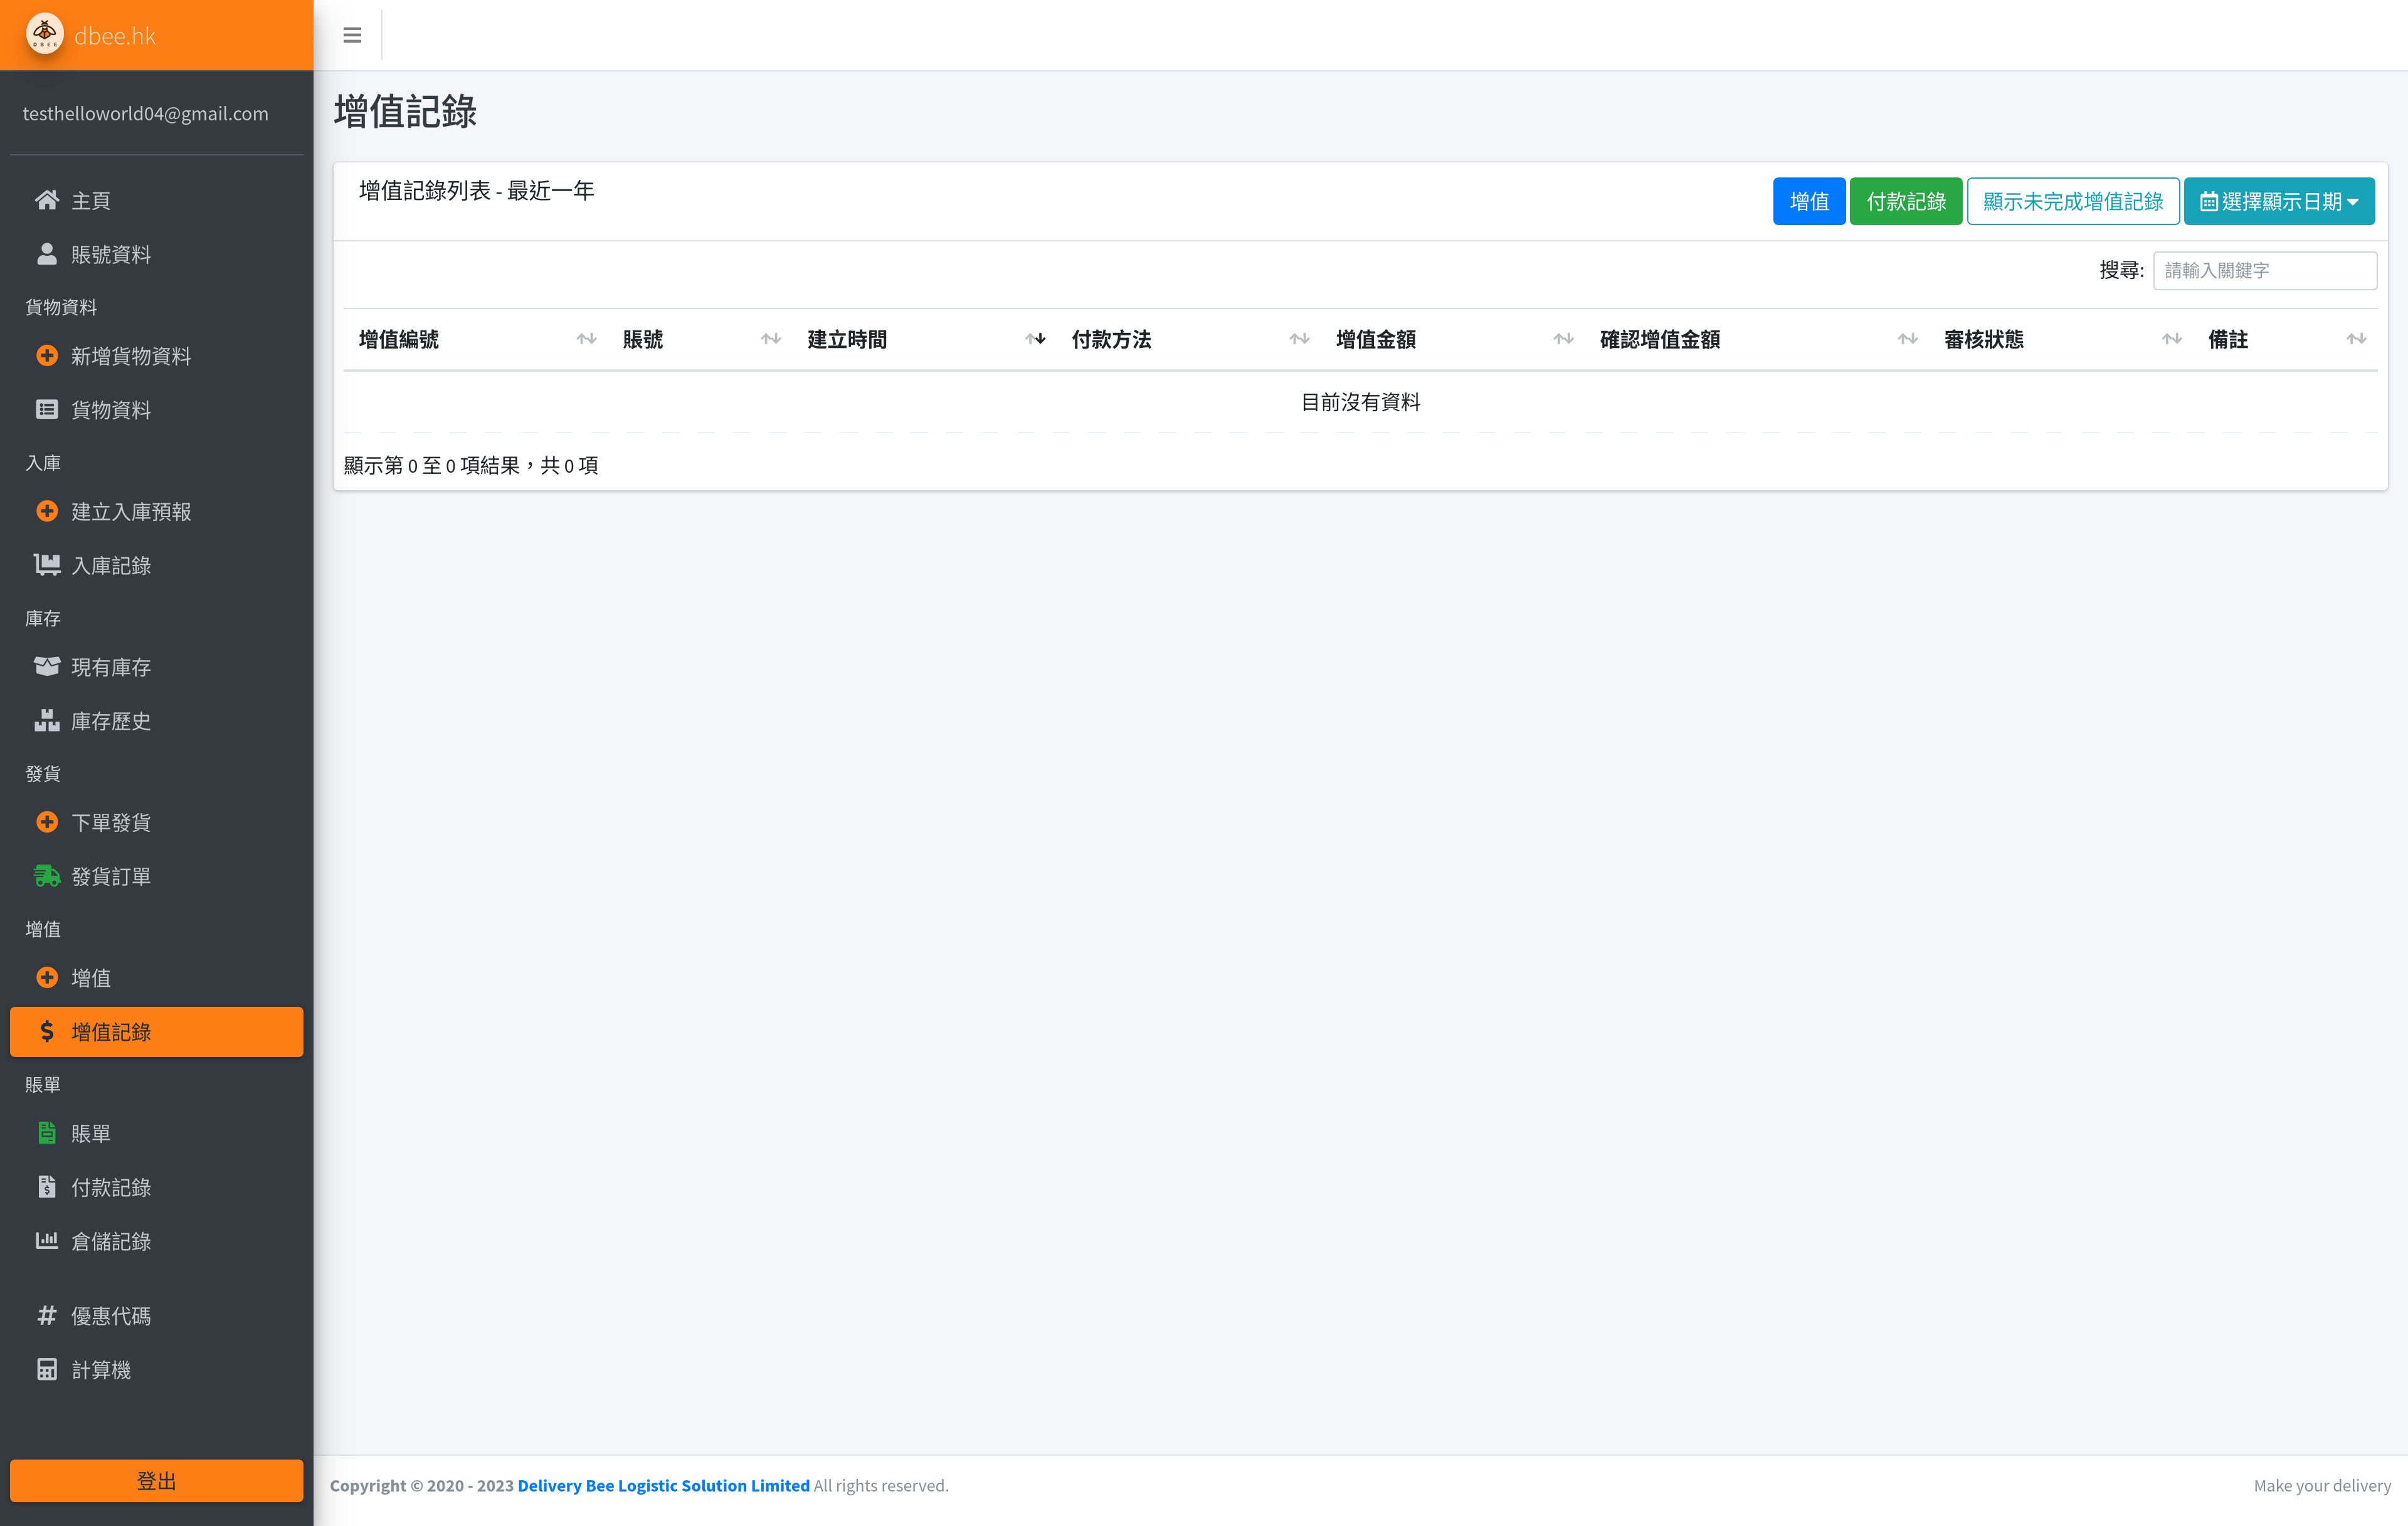 DBEE
dbee.hk
testhelloworld04@gmail.com
主頁
賬號資料
貨物資料
新增貨物資料
貨物資料
入庫
建立入庫預報
入庫記錄
庫存
現有庫存
庫存歷史
發貨
下單發貨
發貨訂單
增值
增值
增值記錄
賬單
賬單
付款記錄
倉儲記錄
優惠代碼
計算機
登出
增值記錄
增值記錄列表 - 最近一年
增值 付款記錄 顯示未完成增值記錄 選擇顯示日期
搜尋: 請輸入關鍵字
增值編號 賬號 建立時間 付款方法 增值金額 確認增值金額 審核狀態 備註
目前沒有資料
顯示第 0 至 0 項結果，共 0 項
Copyright © 2020 - 2023 Delivery Bee Logistic Solution Limited All rights reserved.
Make your delivery